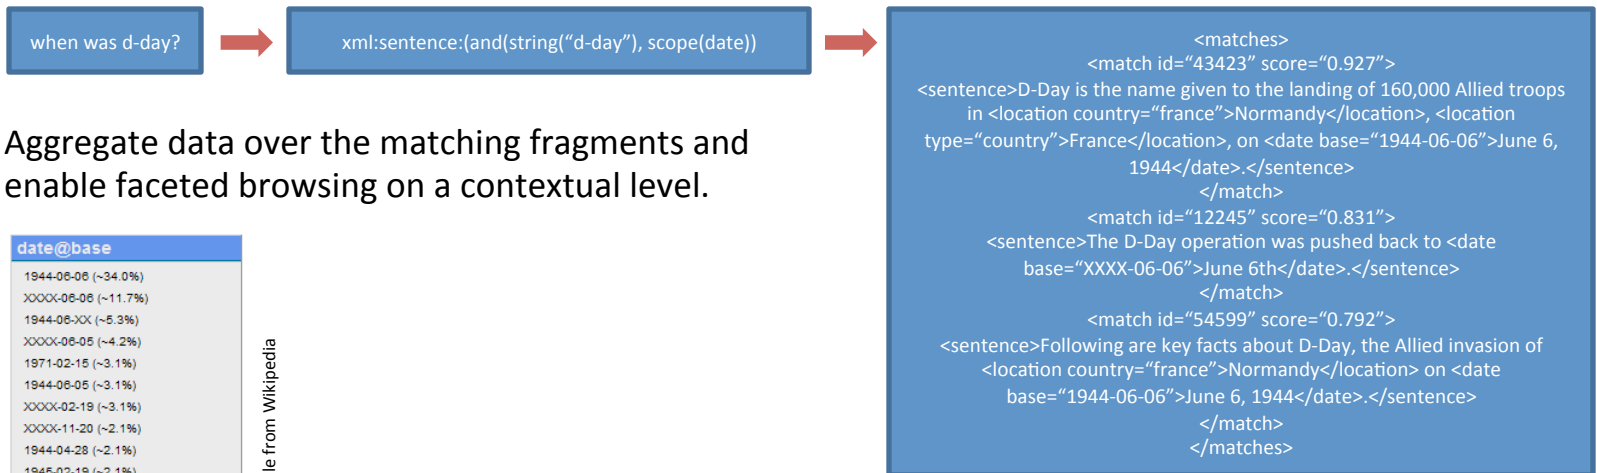 when was d-day?
xml:sentence:(and(string(“d-day”), scope(date))
<matches>
<match id=“43423” score=“0.927”>
<sentence>D-Day is the name given to the landing of 160,000 Allied troops
in <location country=“france”>Normandy</location>, <location
type=“country”>France</location>, on <date base=“1944-06-06”>June 6,
1944</date>.</sentence>
</match>
<match id=“12245” score=“0.831”>
<sentence>The D-Day operation was pushed back to <date
base=“XXXX-06-06”>June 6th</date>.</sentence>
</match>
<match id=“54599” score=“0.792”>
<sentence>Following are key facts about D-Day, the Allied invasion of
<location country=“france”>Normandy</location> on <date
base=“1944-06-06”>June 6, 1944</date>.</sentence>
</match>
</matches>
Aggregate data over the matching fragments and
enable faceted browsing on a contextual level.
date@base
1944-06-06 (~34.0%)
XXXX-06-06 (~11.7%)
1944-06-XX (~5.3%)
XXXX-06-05 (~4.2%)
1971-02-15 (~3.1%)
1944-06-05 (~3.1%)
XXXX-02-19 (~3.1%)
XXXX-11-20 (~2.1%)
1944-04-28 (~2.1%)
1945-02-19 (~2.1%)
le from Wikipedia